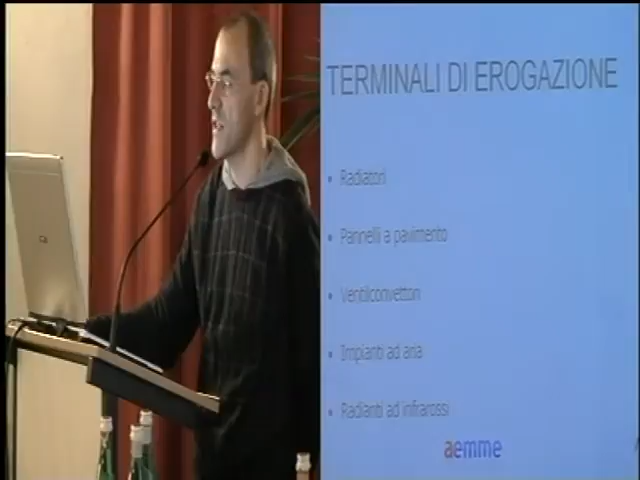 TERMINALI DI EROGAZIONE
• Radiatori
• Pannelli a pavimento
• Ventilconvettori
• Impianti ad aria
• Radianti ad infrarossi
aemme